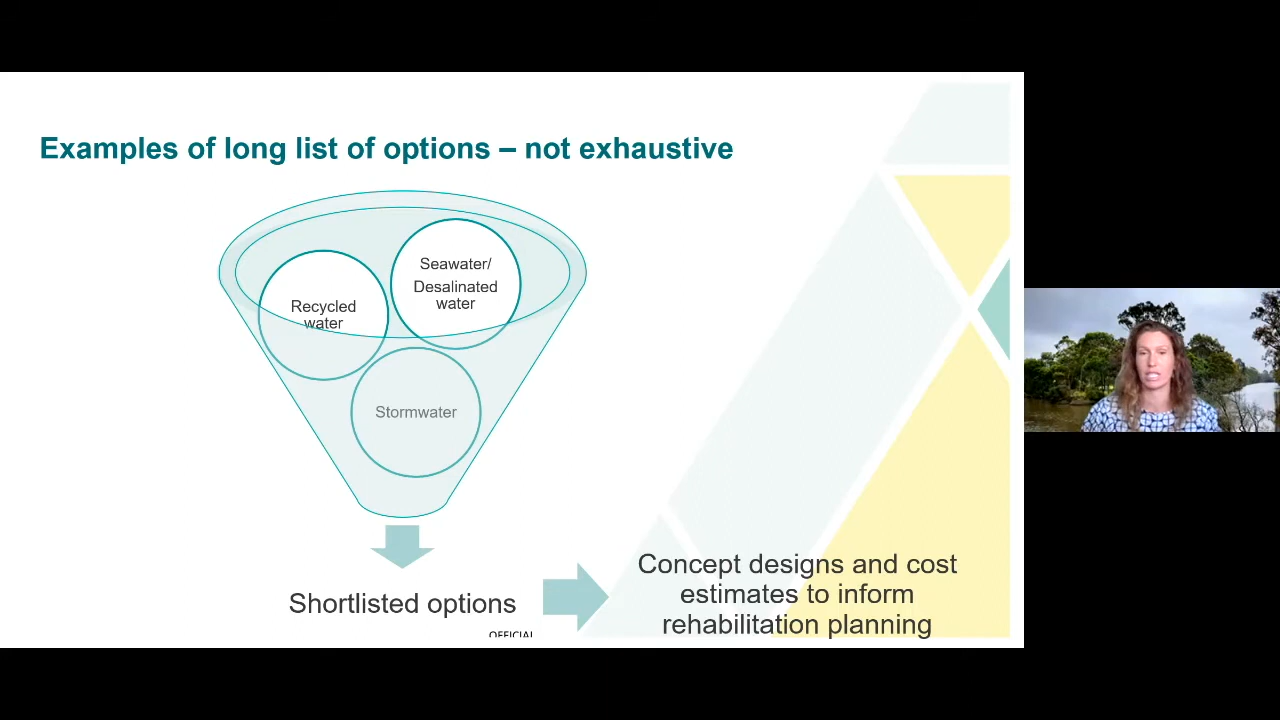 Examples of long list of options – not exhaustive
Seawater/
Desalinated
water
Recycled
water
Stormwater
Shortlisted options
Concept designs and cost
estimates to inform
rehabilitation planning
OFFICIAL